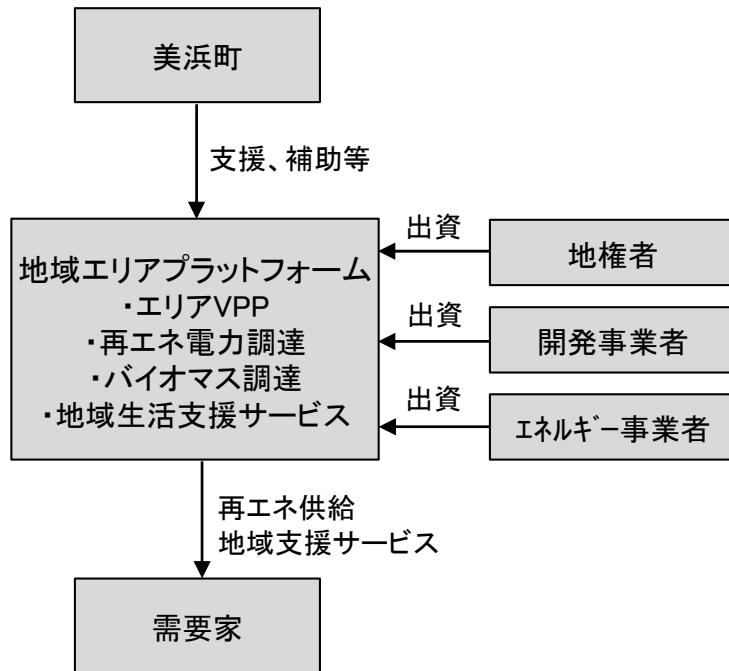 美浜町
支援、補助等
地域エリアプラットフォーム
・エリアVPP
・再エネ電力調達
・バイオマス調達
・地域生活支援サービス
出資
地権者
出資
開発事業者
出資
ｴﾈﾙｷﾞｰ事業者
再エネ供給
地域支援サービス
需要家